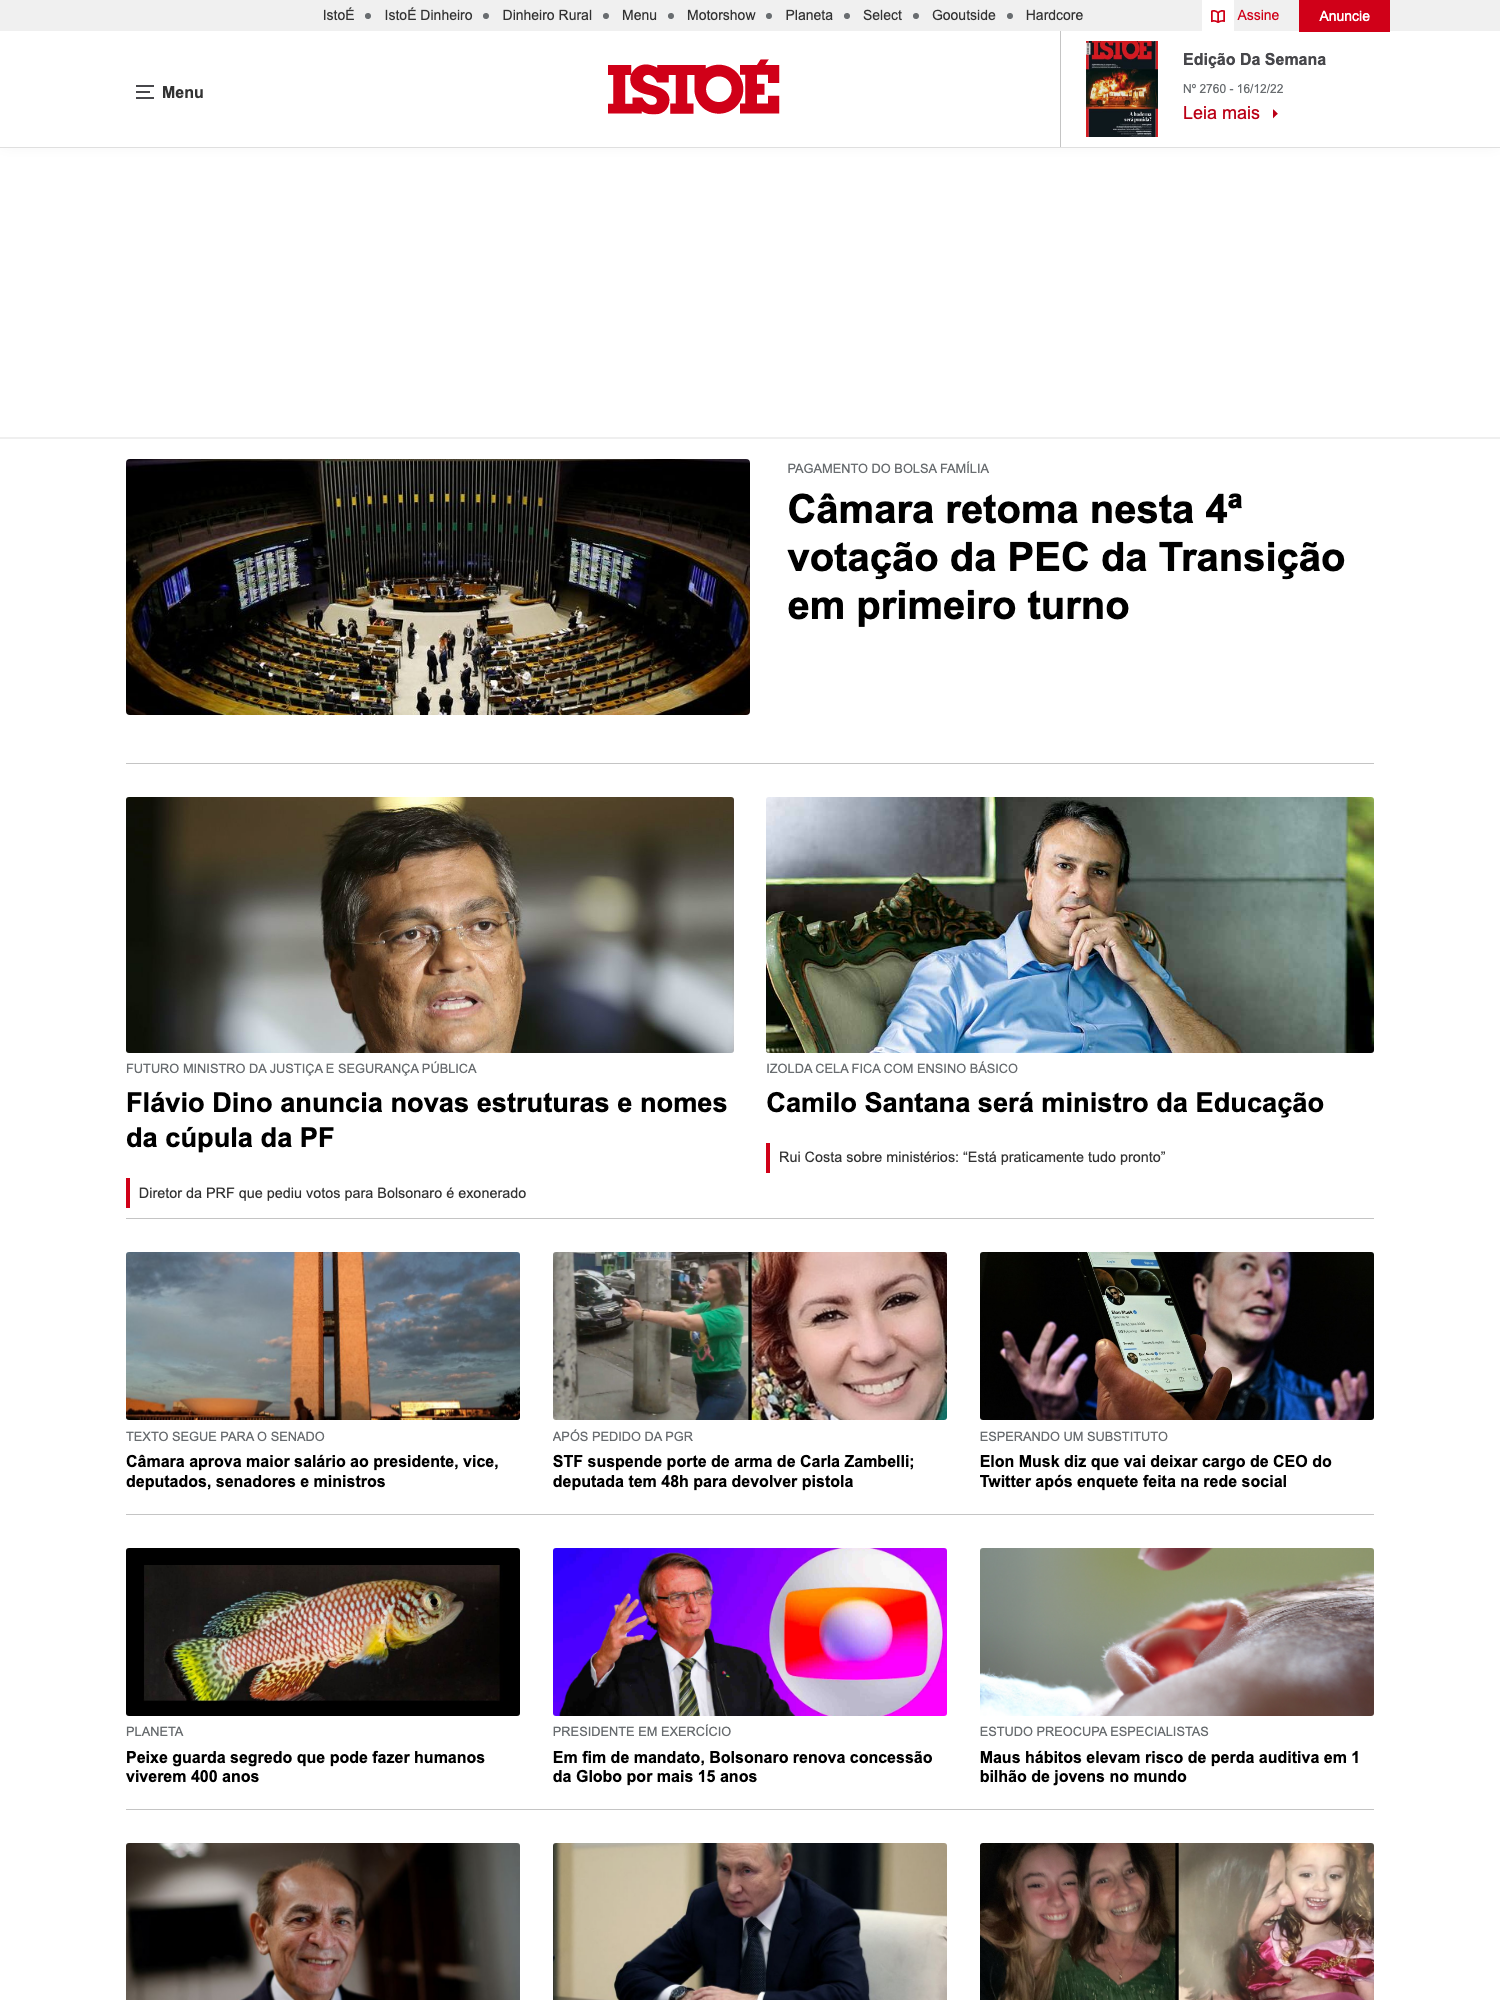 IstoÉ • IstoÉ Dinheiro • Dinheiro Rural • Menu • Motorshow • Planeta • Select • Gooutside • Hardcore
Assine
Anuncie
Menu
ISTOÉ
ISTOÉ
A baderna
será punida?
Edição Da Semana
Nº 2760 - 16/12/22
Leia mais
PAGAMENTO DO BOLSA FAMÍLIA
Câmara retoma nesta 4ª
votação da PEC da Transição
em primeiro turno
FUTURO MINISTRO DA JUSTIÇA E SEGURANÇA PÚBLICA
Flávio Dino anuncia novas estruturas e nomes
da cúpula da PF
Diretor da PRF que pediu votos para Bolsonaro é exonerado
IZOLDA CELA FICA COM ENSINO BÁSICO
Camilo Santana será ministro da Educação
Rui Costa sobre ministérios: “Está praticamente tudo pronto”
TEXTO SEGUE PARA O SENADO
Câmara aprova maior salário ao presidente, vice,
deputados, senadores e ministros
APÓS PEDIDO DA PGR
STF suspende porte de arma de Carla Zambelli;
deputada tem 48h para devolver pistola
Elon Musk
ESPERANDO UM SUBSTITUTO
Elon Musk diz que vai deixar cargo de CEO do
Twitter após enquete feita na rede social
PLANETA
Peixe guarda segredo que pode fazer humanos
viverem 400 anos
PRESIDENTE EM EXERCÍCIO
Em fim de mandato, Bolsonaro renova concessão
da Globo por mais 15 anos
ESTUDO PREOCUPA ESPECIALISTAS
Maus hábitos elevam risco de perda auditiva em 1
bilhão de jovens no mundo